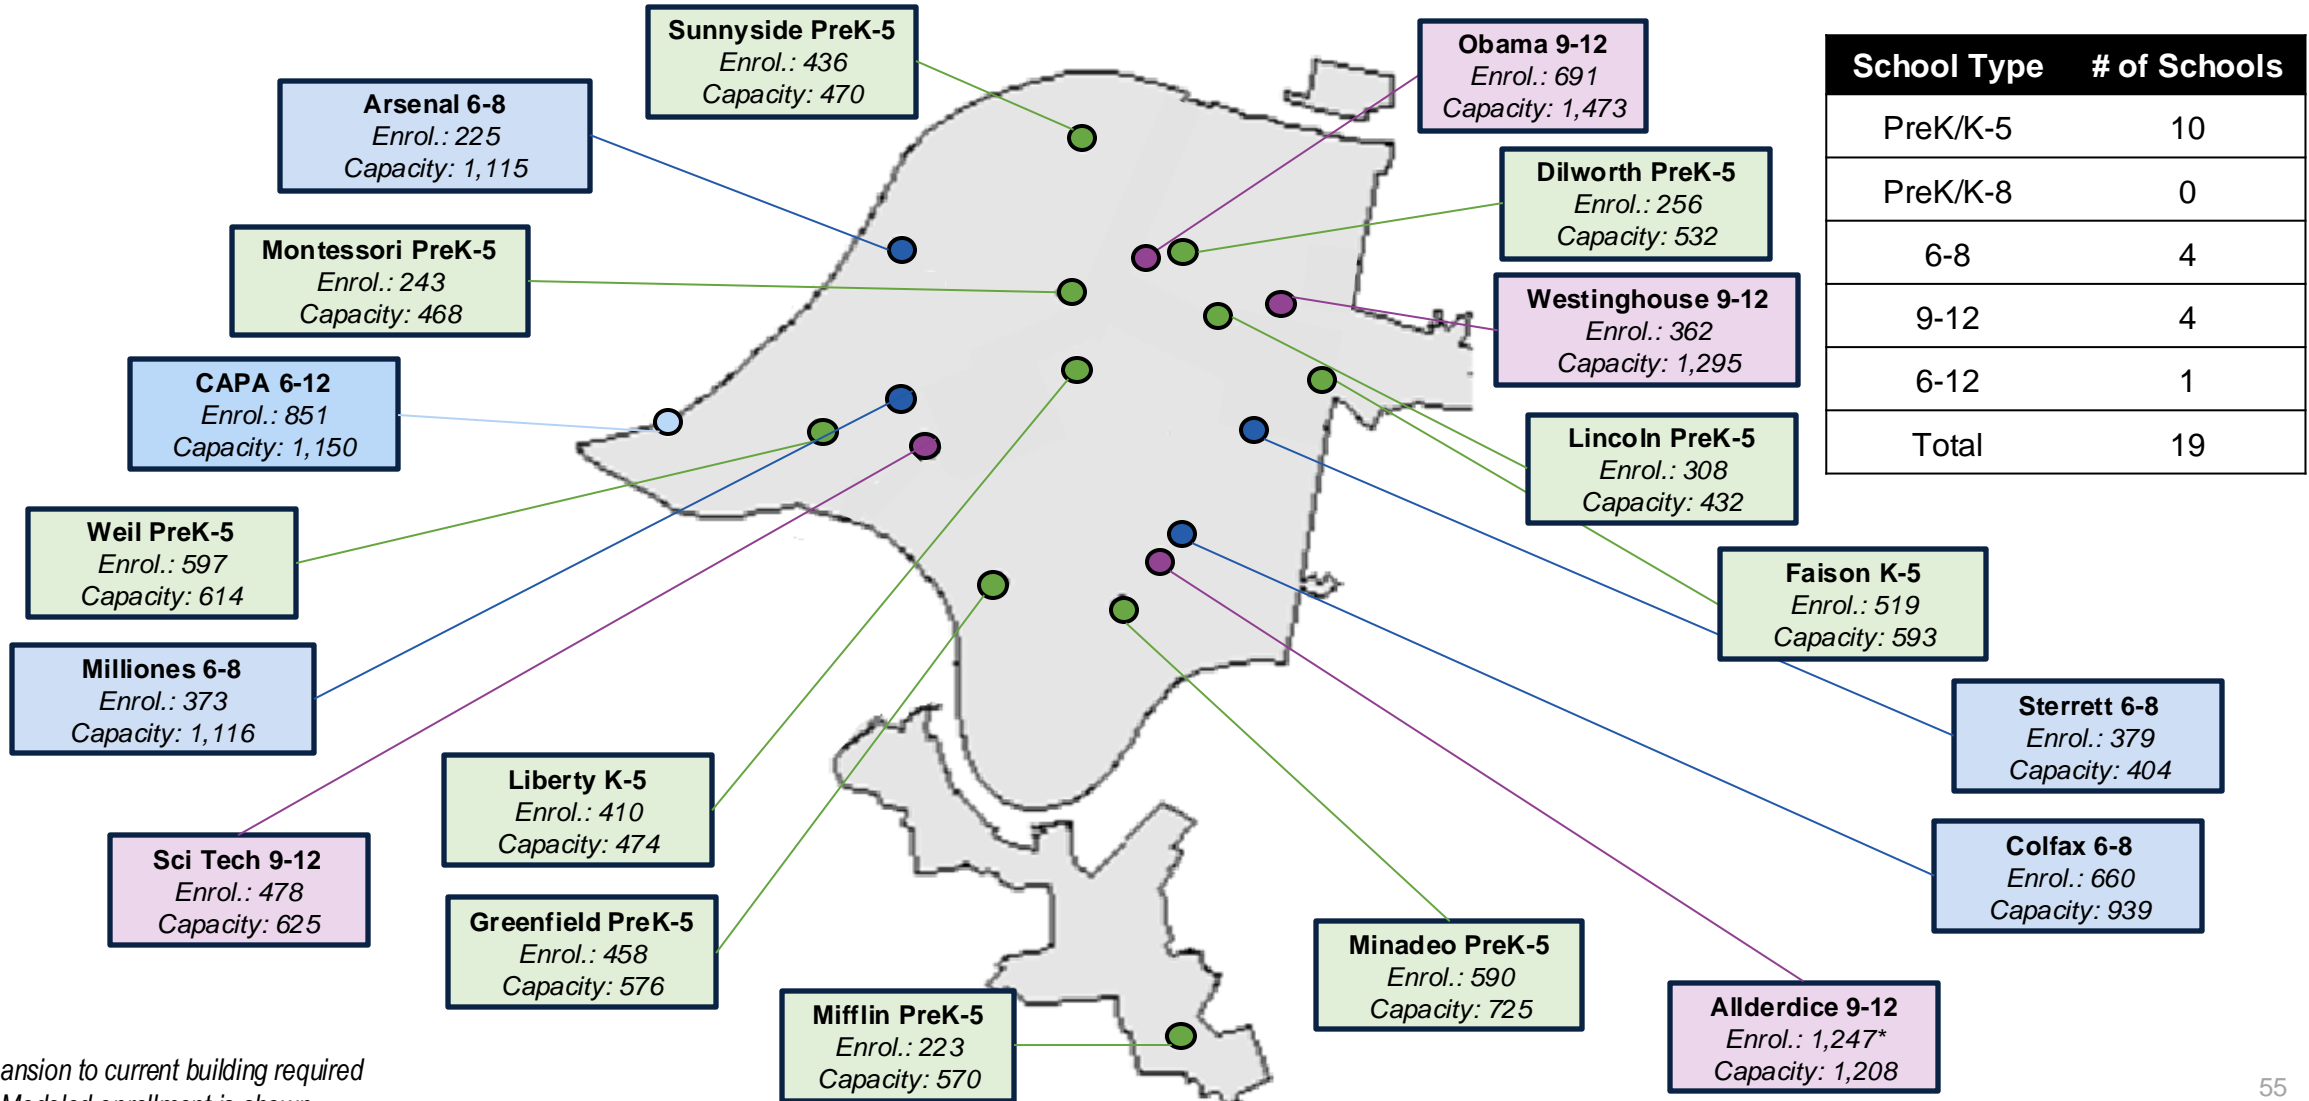 Sunnyside PreK-5
Enrol.: 436
Capacity: 470
Obama 9-12
Enrol.: 691
Capacity: 1,473
School Type # of Schools
PreK/K-5 10
PreK/K-8 0
6-8 4
9-12 4
6-12 1
Total 19
Arsenal 6-8
Enrol.: 225
Capacity: 1,115
Dilworth PreK-5
Enrol.: 256
Capacity: 532
Montessori PreK-5
Enrol.: 243
Capacity: 468
Westinghouse 9-12
Enrol.: 362
Capacity: 1,295
CAPA 6-12
Enrol.: 851
Capacity: 1,150
Lincoln PreK-5
Enrol.: 308
Capacity: 432
Weil PreK-5
Enrol.: 597
Capacity: 614
Faison K-5
Enrol.: 519
Capacity: 593
Milliones 6-8
Enrol.: 373
Capacity: 1,116
Sterrett 6-8
Enrol.: 379
Capacity: 404
Liberty K-5
Enrol.: 410
Capacity: 474
Sci Tech 9-12
Enrol.: 478
Capacity: 625
Colfax 6-8
Enrol.: 660
Capacity: 939
Greenfield PreK-5
Enrol.: 458
Capacity: 576
Minadeo PreK-5
Enrol.: 590
Capacity: 725
Mifflin PreK-5
Enrol.: 223
Capacity: 570
Allderdice 9-12
Enrol.: 1,247*
Capacity: 1,208
ansion to current building required
Modeled enrollment is shown
55